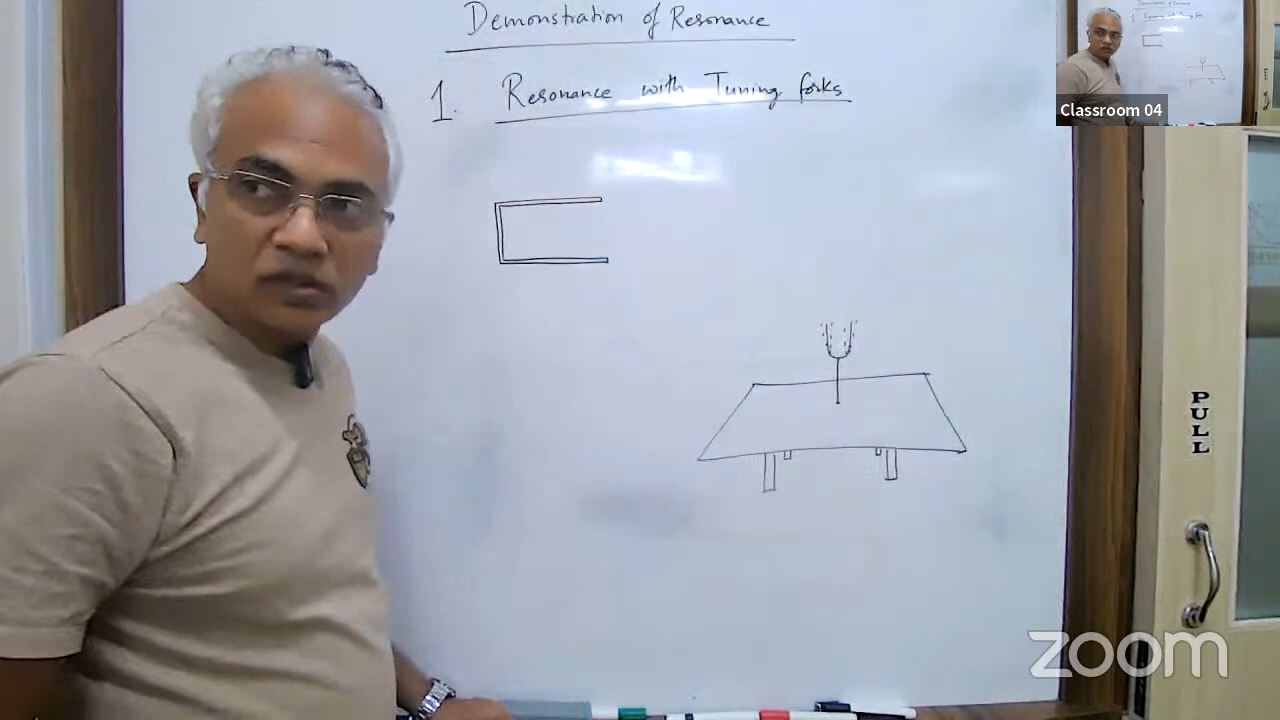 Demonstration of Resonance
1. Resonance with Tuning forks
Classroom 04
PULL
zoom